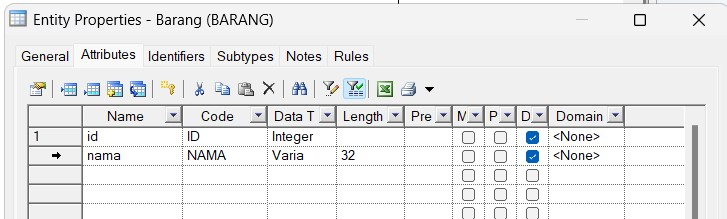 Entity Properties - Barang (BARANG)
General Attributes Identifiers Subtypes Notes Rules
Name Code Data T Length Pre M P D Domain
1 id ID Integer <None>
nama NAMA Varia 32 <None>